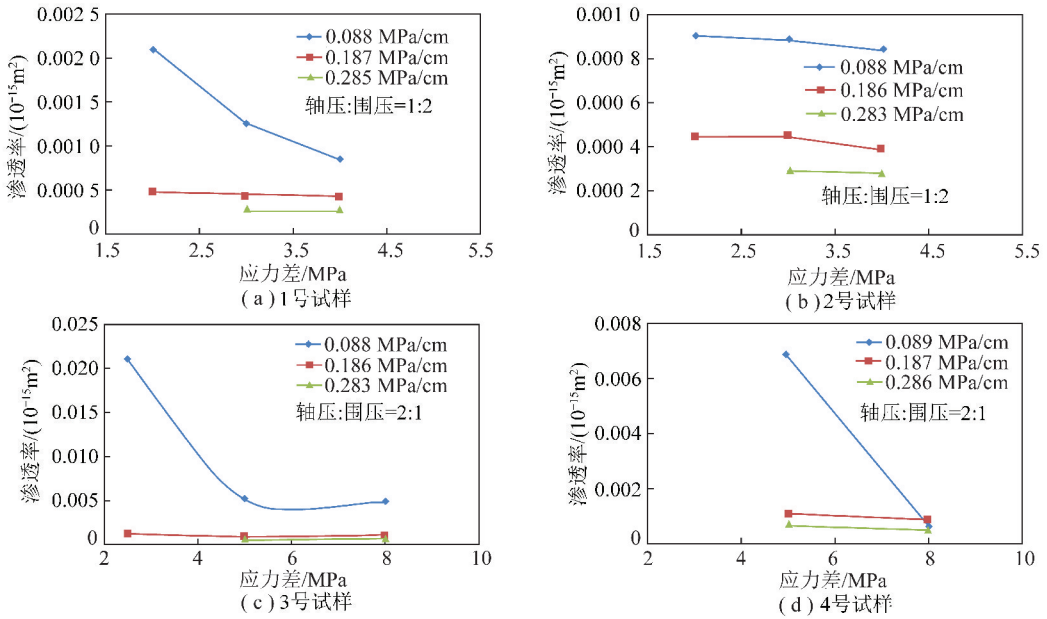 渗透率/(10⁻¹⁵m²)
0.002 5
0.002 0
0.001 5
0.001 0
0.000 5
0
0.088 MPa/cm
0.187 MPa/cm
0.285 MPa/cm
轴压:围压=1:2
1.5 2.5 3.5 4.5 5.5
应力差/MPa
(a)1号试样
渗透率/(10⁻¹⁵m²)
0.001 0
0.000 8
0.000 6
0.000 4
0.000 2
0
0.088 MPa/cm
0.186 MPa/cm
0.283 MPa/cm
轴压:围压=1:2
1.5 2.5 3.5 4.5 5.5
应力差/MPa
(b)2号试样
渗透率/(10⁻¹⁵m²)
0.025
0.020
0.015
0.010
0.005
0
0.088 MPa/cm
0.186 MPa/cm
0.283 MPa/cm
轴压:围压=2:1
2 4 6 8 10
应力差/MPa
(c)3号试样
渗透率/(10⁻¹⁵m²)
0.008
0.006
0.004
0.002
0
0.089 MPa/cm
0.187 MPa/cm
0.286 MPa/cm
轴压:围压=2:1
2 4 6 8 10
应力差/MPa
(d)4号试样